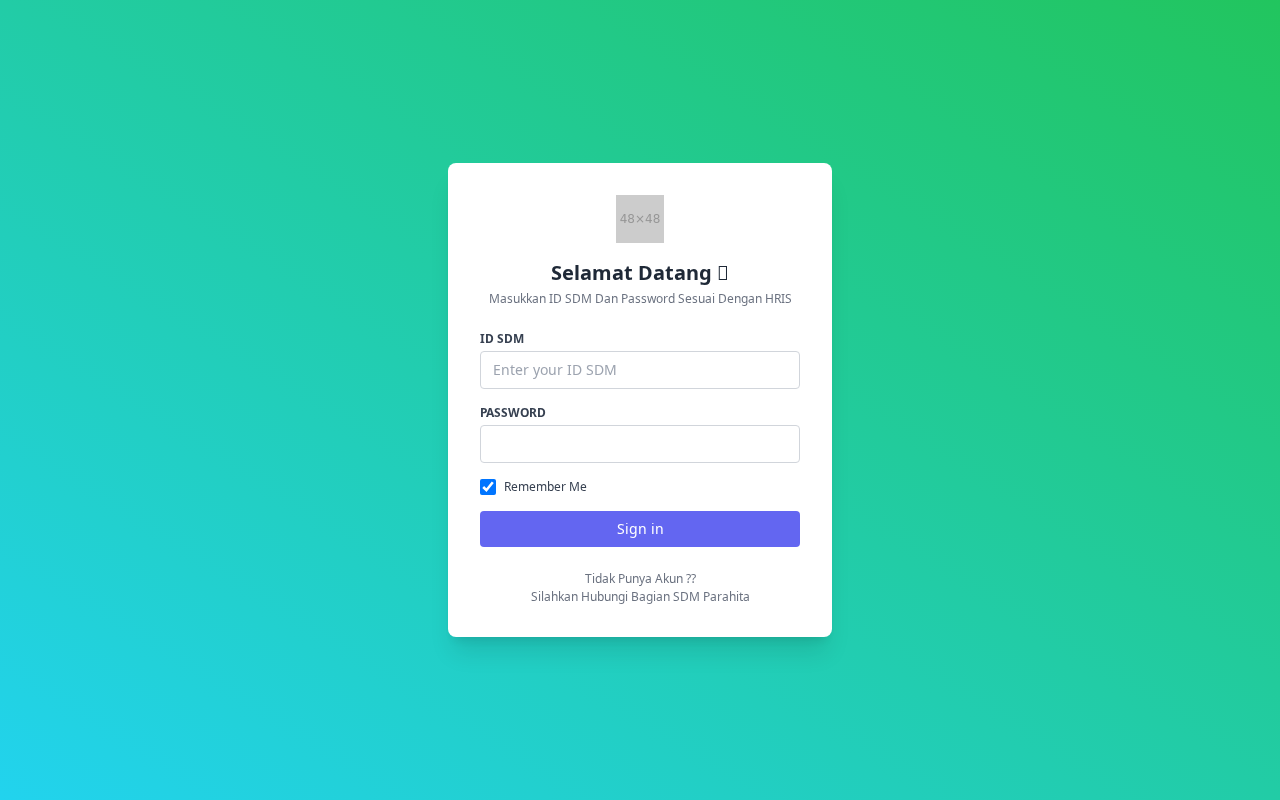 48×48
Selamat Datang
Masukkan ID SDM Dan Password Sesuai Dengan HRIS
ID SDM
Enter your ID SDM
PASSWORD
Remember Me
Sign in
Tidak Punya Akun ??
Silahkan Hubungi Bagian SDM Parahita